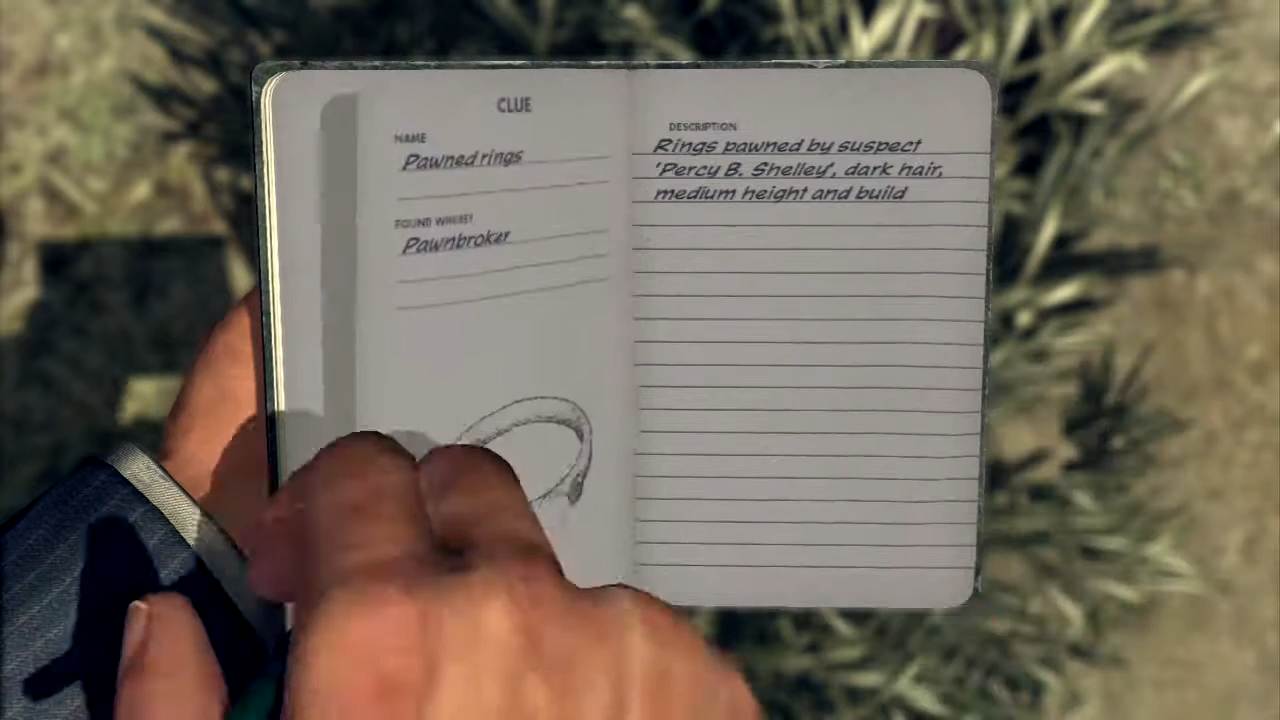 CLUE
NAME
Pawned rings
FOUND WHERE?
Pawnbroker
DESCRIPTION
Rings pawned by suspect
'Percy B. Shelley', dark hair,
medium height and build